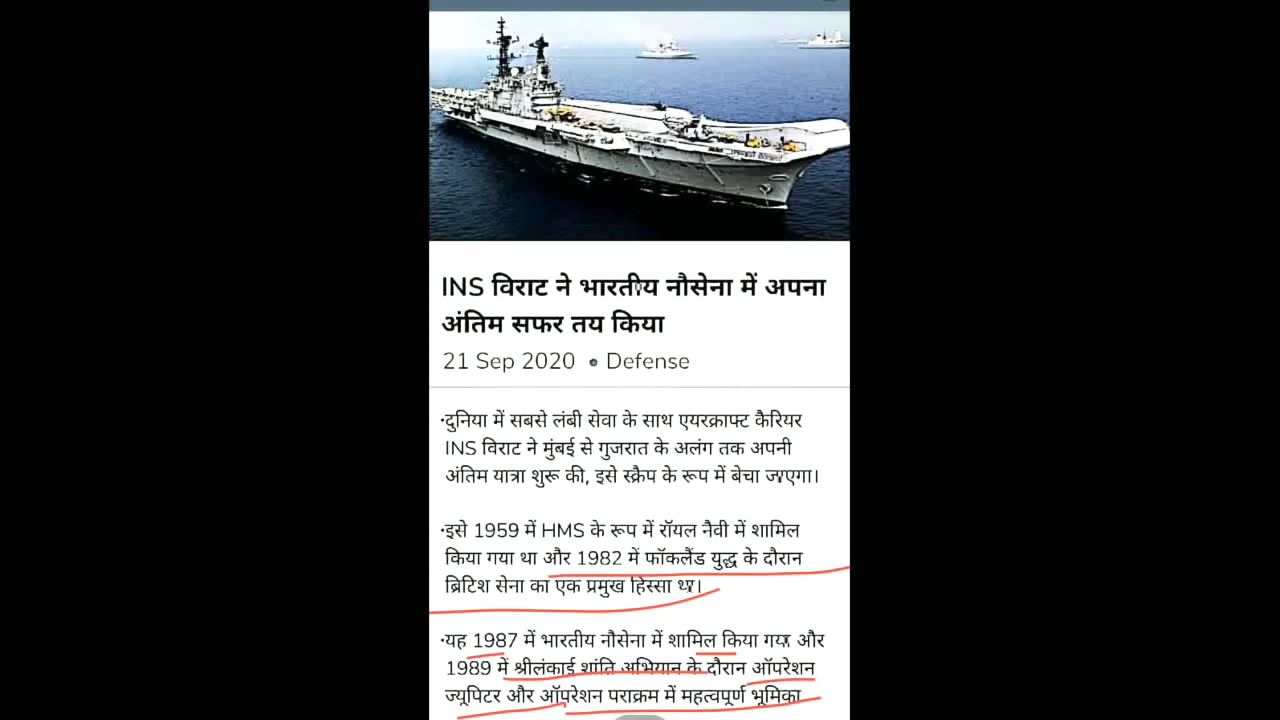 INS विराट ने भारतीय नौसेना में अपना
अंतिम सफर तय किया
21 Sep 2020 • Defense
·दुनिया में सबसे लंबी सेवा के साथ एयरक्राफ्ट कैरियर
INS विराट ने मुंबई से गुजरात के अलंग तक अपनी
अंतिम यात्रा शुरू की, इसे स्क्रैप के रूप में बेचा जाएगा।
·इसे 1959 में HMS के रूप में रॉयल नैवी में शामिल
किया गया था और 1982 में फॉकलैंड युद्ध के दौरान
ब्रिटिश सेना का एक प्रमुख हिस्सा था।
·यह 1987 में भारतीय नौसेना में शामिल किया गया और
1989 में श्रीलंकाई शांति अभियान के दौरान ऑपरेशन
ज्यूपिटर और ऑपरेशन पराक्रम में महत्वपूर्ण भूमिका